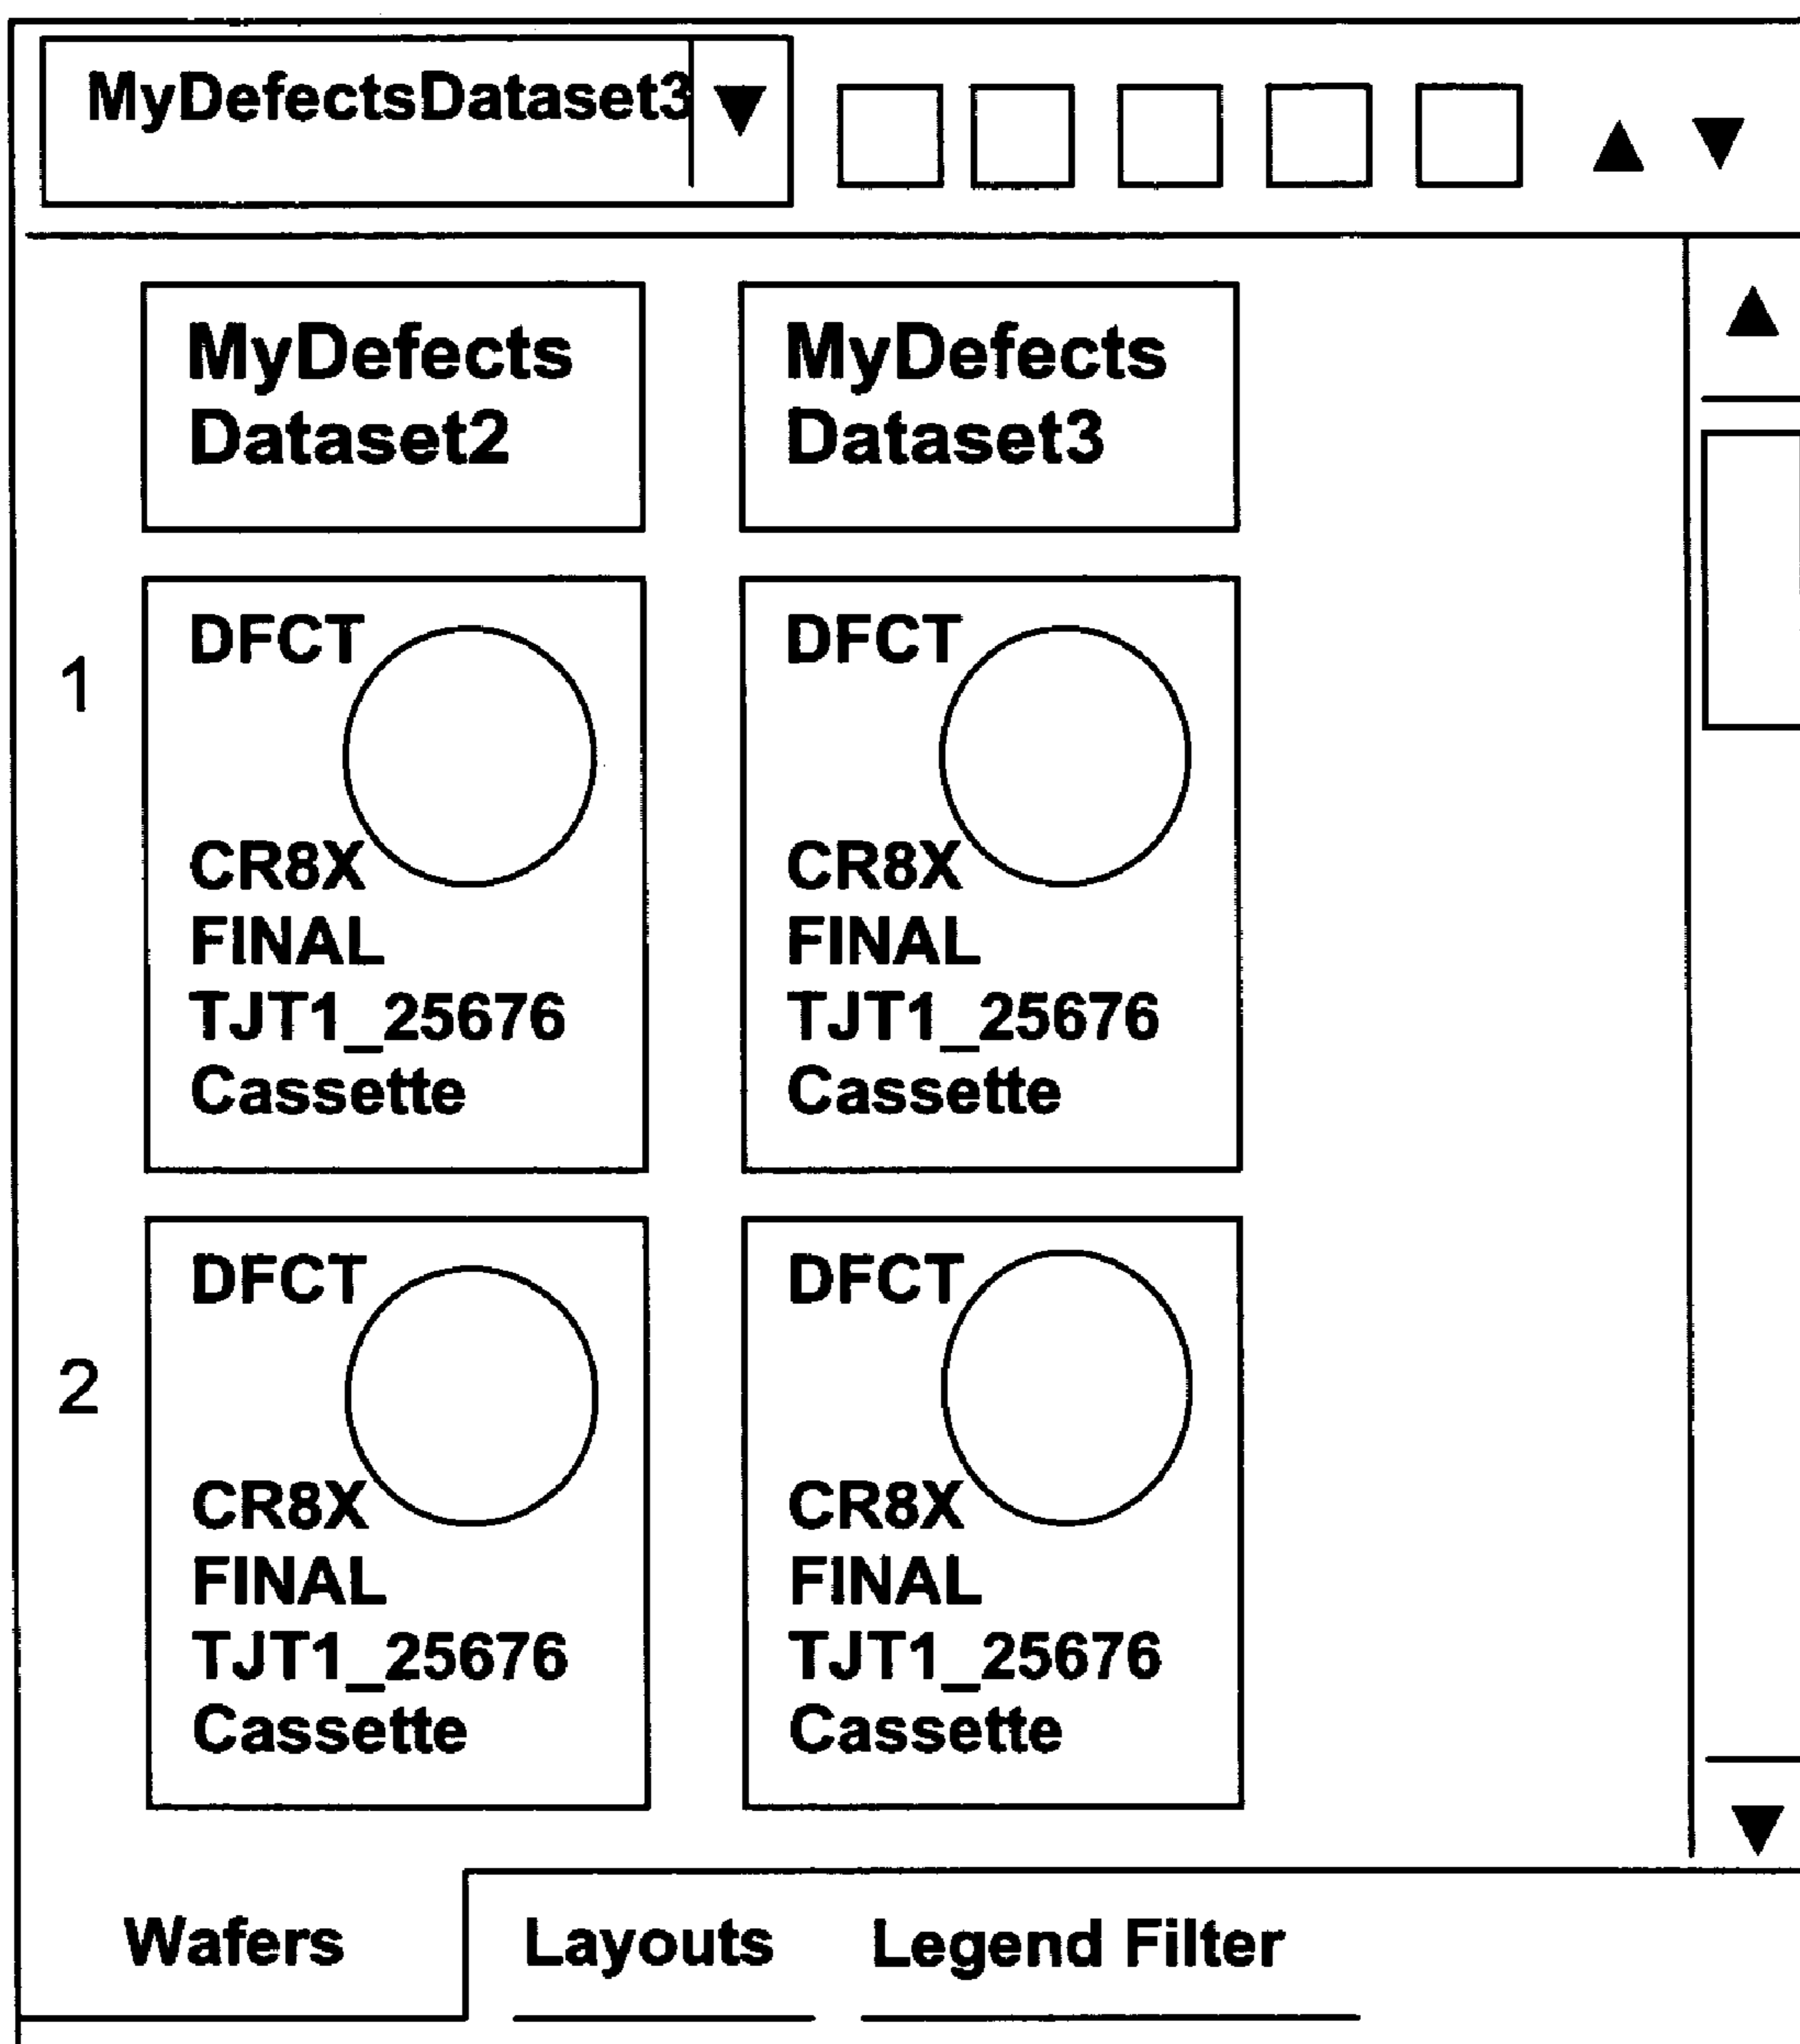 MyDefectsDataset3
MyDefects
Dataset2
MyDefects
Dataset3
1
DFCT
CR8X
FINAL
TJT1_25676
Cassette
DFCT
CR8X
FINAL
TJT1_25676
Cassette
2
DFCT
CR8X
FINAL
TJT1_25676
Cassette
DFCT
CR8X
FINAL
TJT1_25676
Cassette
Wafers
Layouts
Legend Filter